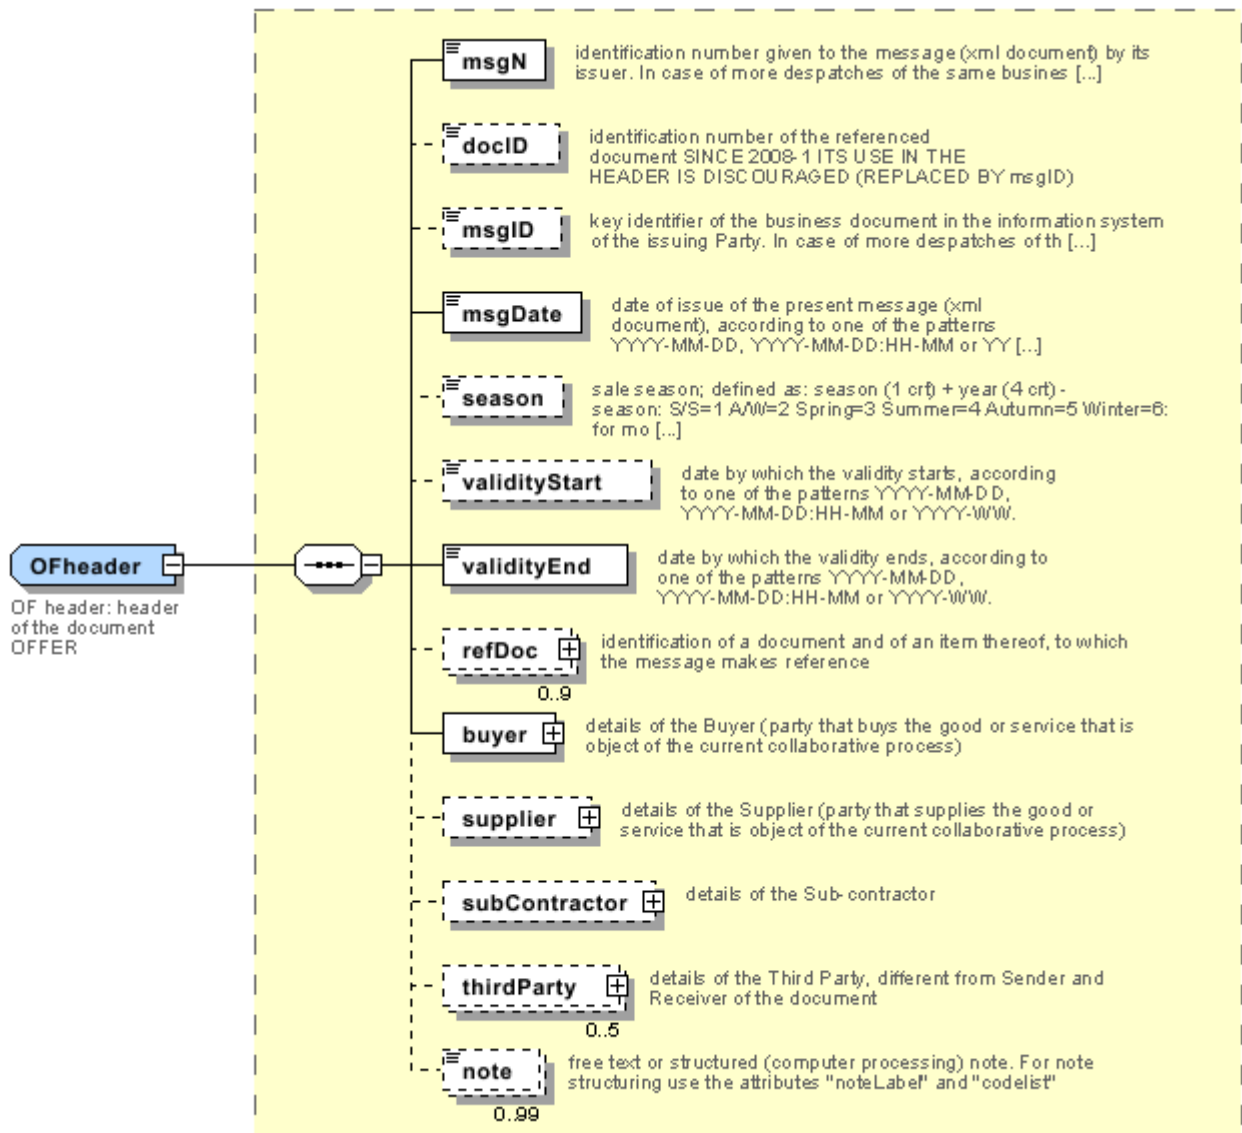 msgN
identification number given to the message (xml document) by its
issuer. In case of more despatches of the same busines [...]
docID
identification number of the referenced
document SINCE 2008-1 ITS USE IN THE
HEADER IS DISCOURAGED (REPLACED BY msgID)
msgID
key identifier of the business document in the information system
of the issuing Party. In case of more despatches of th [...]
msgDate
date of issue of the present message (xml
document), according to one of the patterns
YYYY-MM-DD, YYYY-MM-DD:HH-MM or YY [...]
season
sale season; defined as: season (1 crt) + year (4 crt) -
season: S/S=1 A/W=2 Spring=3 Summer=4 Autumn=5 Winter=6:
for mo [...]
validityStart
date by which the validity starts, according
to one of the patterns YYYY-MM-DD,
YYYY-MM-DD:HH-MM or YYYY-WW.
OFheader
OF header: header
of the document
OFFER
validityEnd
date by which the validity ends, according to
one of the patterns YYYY-MM-DD,
YYYY-MM-DD:HH-MM or YYYY-WW.
refDoc
identification of a document and of an item thereof, to which
the message makes reference
0..9
buyer
details of the Buyer (party that buys the good or service that is
object of the current collaborative process)
supplier
details of the Supplier (party that supplies the good or
service that is object of the current collaborative process)
subContractor
details of the Sub-contractor
thirdParty
details of the Third Party, different from Sender and
Receiver of the document
0..5
note
free text or structured (computer processing) note. For note
structuring use the attributes "noteLabel" and "codelist"
0..99